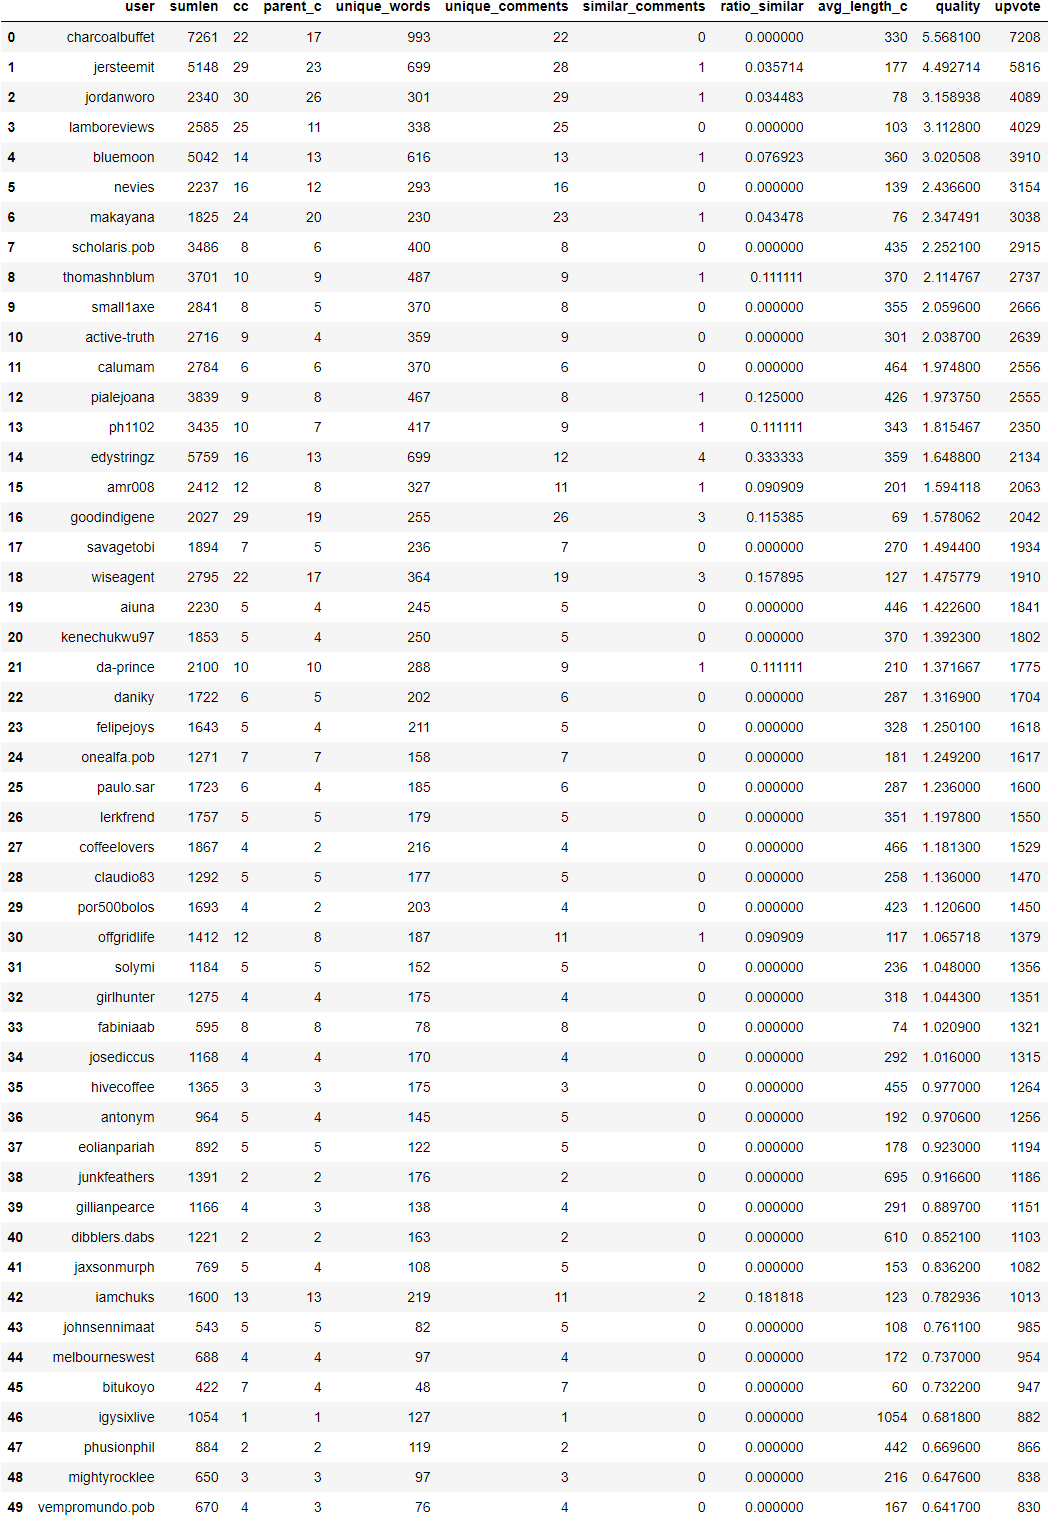 user sumlen cc parent_c unique_words unique_comments similar_comments ratio_similar avg_length_c quality upvote
0 charcoalbuffet 7261 22 17 993 22 0 0.000000 330 5.568100 7208
1 jersteemit 5148 29 23 699 28 1 0.035714 177 4.492714 5816
2 jordanworo 2340 30 26 301 29 1 0.034483 78 3.158938 4089
3 lamboreviews 2585 25 11 338 25 0 0.000000 103 3.112800 4029
4 bluemoon 5042 14 13 616 13 1 0.076923 360 3.020508 3910
5 nevies 2237 16 12 293 16 0 0.000000 139 2.436600 3154
6 makayana 1825 24 20 230 23 1 0.043478 76 2.347491 3038
7 scholaris.pob 3486 8 6 400 8 0 0.000000 435 2.252100 2915
8 thomashnblum 3701 10 9 487 9 1 0.111111 370 2.114767 2737
9 small1axe 2841 8 5 370 8 0 0.000000 355 2.059600 2666
10 active-truth 2716 9 4 359 9 0 0.000000 301 2.038700 2639
11 calumam 2784 6 6 370 6 0 0.000000 464 1.974800 2556
12 pialejoana 3839 9 8 467 8 1 0.125000 426 1.973750 2555
13 ph1102 3435 10 7 417 9 1 0.111111 343 1.815467 2350
14 edystringz 5759 16 13 699 12 4 0.333333 359 1.648800 2134
15 amr008 2412 12 8 327 11 1 0.090909 201 1.594118 2063
16 goodindigene 2027 29 19 255 26 3 0.115385 69 1.578062 2042
17 savagetobi 1894 7 5 236 7 0 0.000000 270 1.494400 1934
18 wiseagent 2795 22 17 364 19 3 0.157895 127 1.475779 1910
19 aiuna 2230 5 4 245 5 0 0.000000 446 1.422600 1841
20 kenechukwu97 1853 5 4 250 5 0 0.000000 370 1.392300 1802
21 da-prince 2100 10 10 288 9 1 0.111111 210 1.371667 1775
22 daniky 1722 6 5 202 6 0 0.000000 287 1.316900 1704
23 felipejoys 1643 5 4 211 5 0 0.000000 328 1.250100 1618
24 onealfa.pob 1271 7 7 158 7 0 0.000000 181 1.249200 1617
25 paulo.sar 1723 6 4 185 6 0 0.000000 287 1.236000 1600
26 lerkfrend 1757 5 5 179 5 0 0.000000 351 1.197800 1550
27 coffeelovers 1867 4 2 216 4 0 0.000000 466 1.181300 1529
28 claudio83 1292 5 5 177 5 0 0.000000 258 1.136000 1470
29 por500bolos 1693 4 2 203 4 0 0.000000 423 1.120600 1450
30 offgridlife 1412 12 8 187 11 1 0.090909 117 1.065718 1379
31 solymi 1184 5 5 152 5 0 0.000000 236 1.048000 1356
32 girlhunter 1275 4 4 175 4 0 0.000000 318 1.044300 1351
33 fabiniaab 595 8 8 78 8 0 0.000000 74 1.020900 1321
34 josediccus 1168 4 4 170 4 0 0.000000 292 1.016000 1315
35 hivecoffee 1365 3 3 175 3 0 0.000000 455 0.977000 1264
36 antonym 964 5 4 145 5 0 0.000000 192 0.970600 1256
37 eolianpariah 892 5 5 122 5 0 0.000000 178 0.923000 1194
38 junkfeathers 1391 2 2 176 2 0 0.000000 695 0.916600 1186
39 gillianpearce 1166 4 3 138 4 0 0.000000 291 0.889700 1151
40 dibblers.dabs 1221 2 2 163 2 0 0.000000 610 0.852100 1103
41 jaxsonmurph 769 5 4 108 5 0 0.000000 153 0.836200 1082
42 iamchuks 1600 13 13 219 11 2 0.181818 123 0.782936 1013
43 johnsennimaat 543 5 5 82 5 0 0.000000 108 0.761100 985
44 melbourneswest 688 4 4 97 4 0 0.000000 172 0.737000 954
45 bitukoyo 422 7 4 48 7 0 0.000000 60 0.732200 947
46 igysixlive 1054 1 1 127 1 0 0.000000 1054 0.681800 882
47 phusionphil 884 2 2 119 2 0 0.000000 442 0.669600 866
48 mightyrocklee 650 3 3 97 3 0 0.000000 216 0.647600 838
49 vempromundo.pob 670 4 3 76 4 0 0.000000 167 0.641700 830